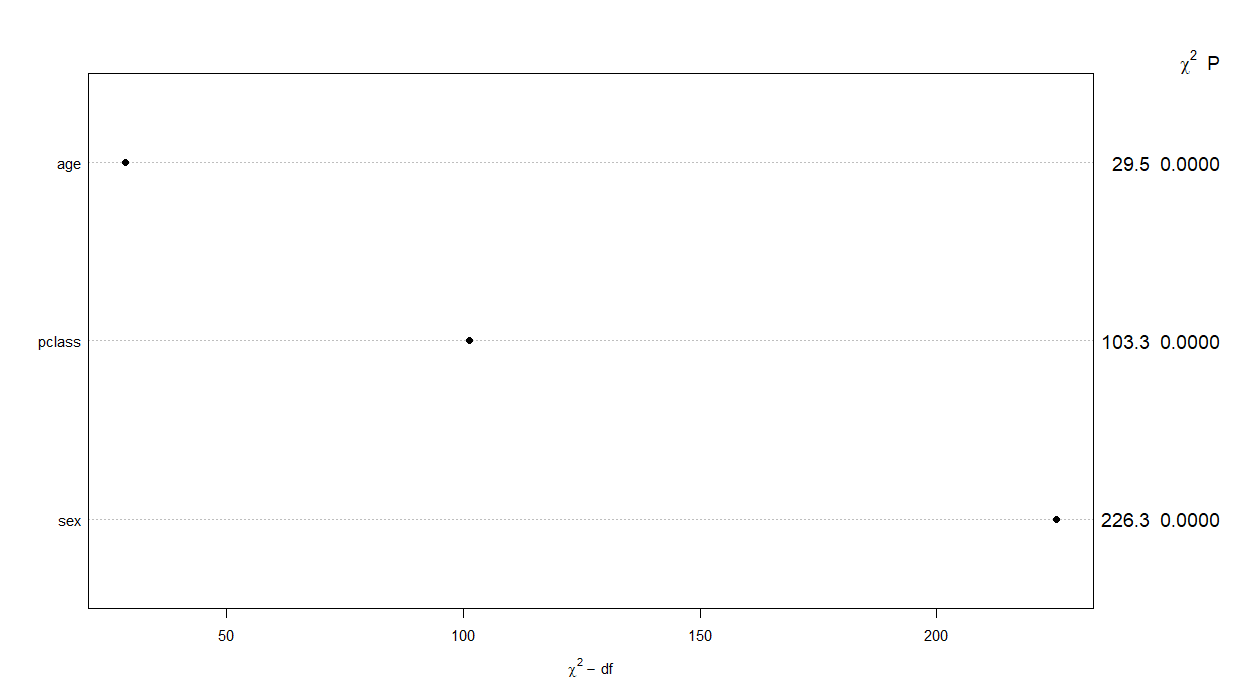 χ² P
age 29.5 0.0000
pclass 103.3 0.0000
sex 226.3 0.0000
50 100 150 200
χ² − df